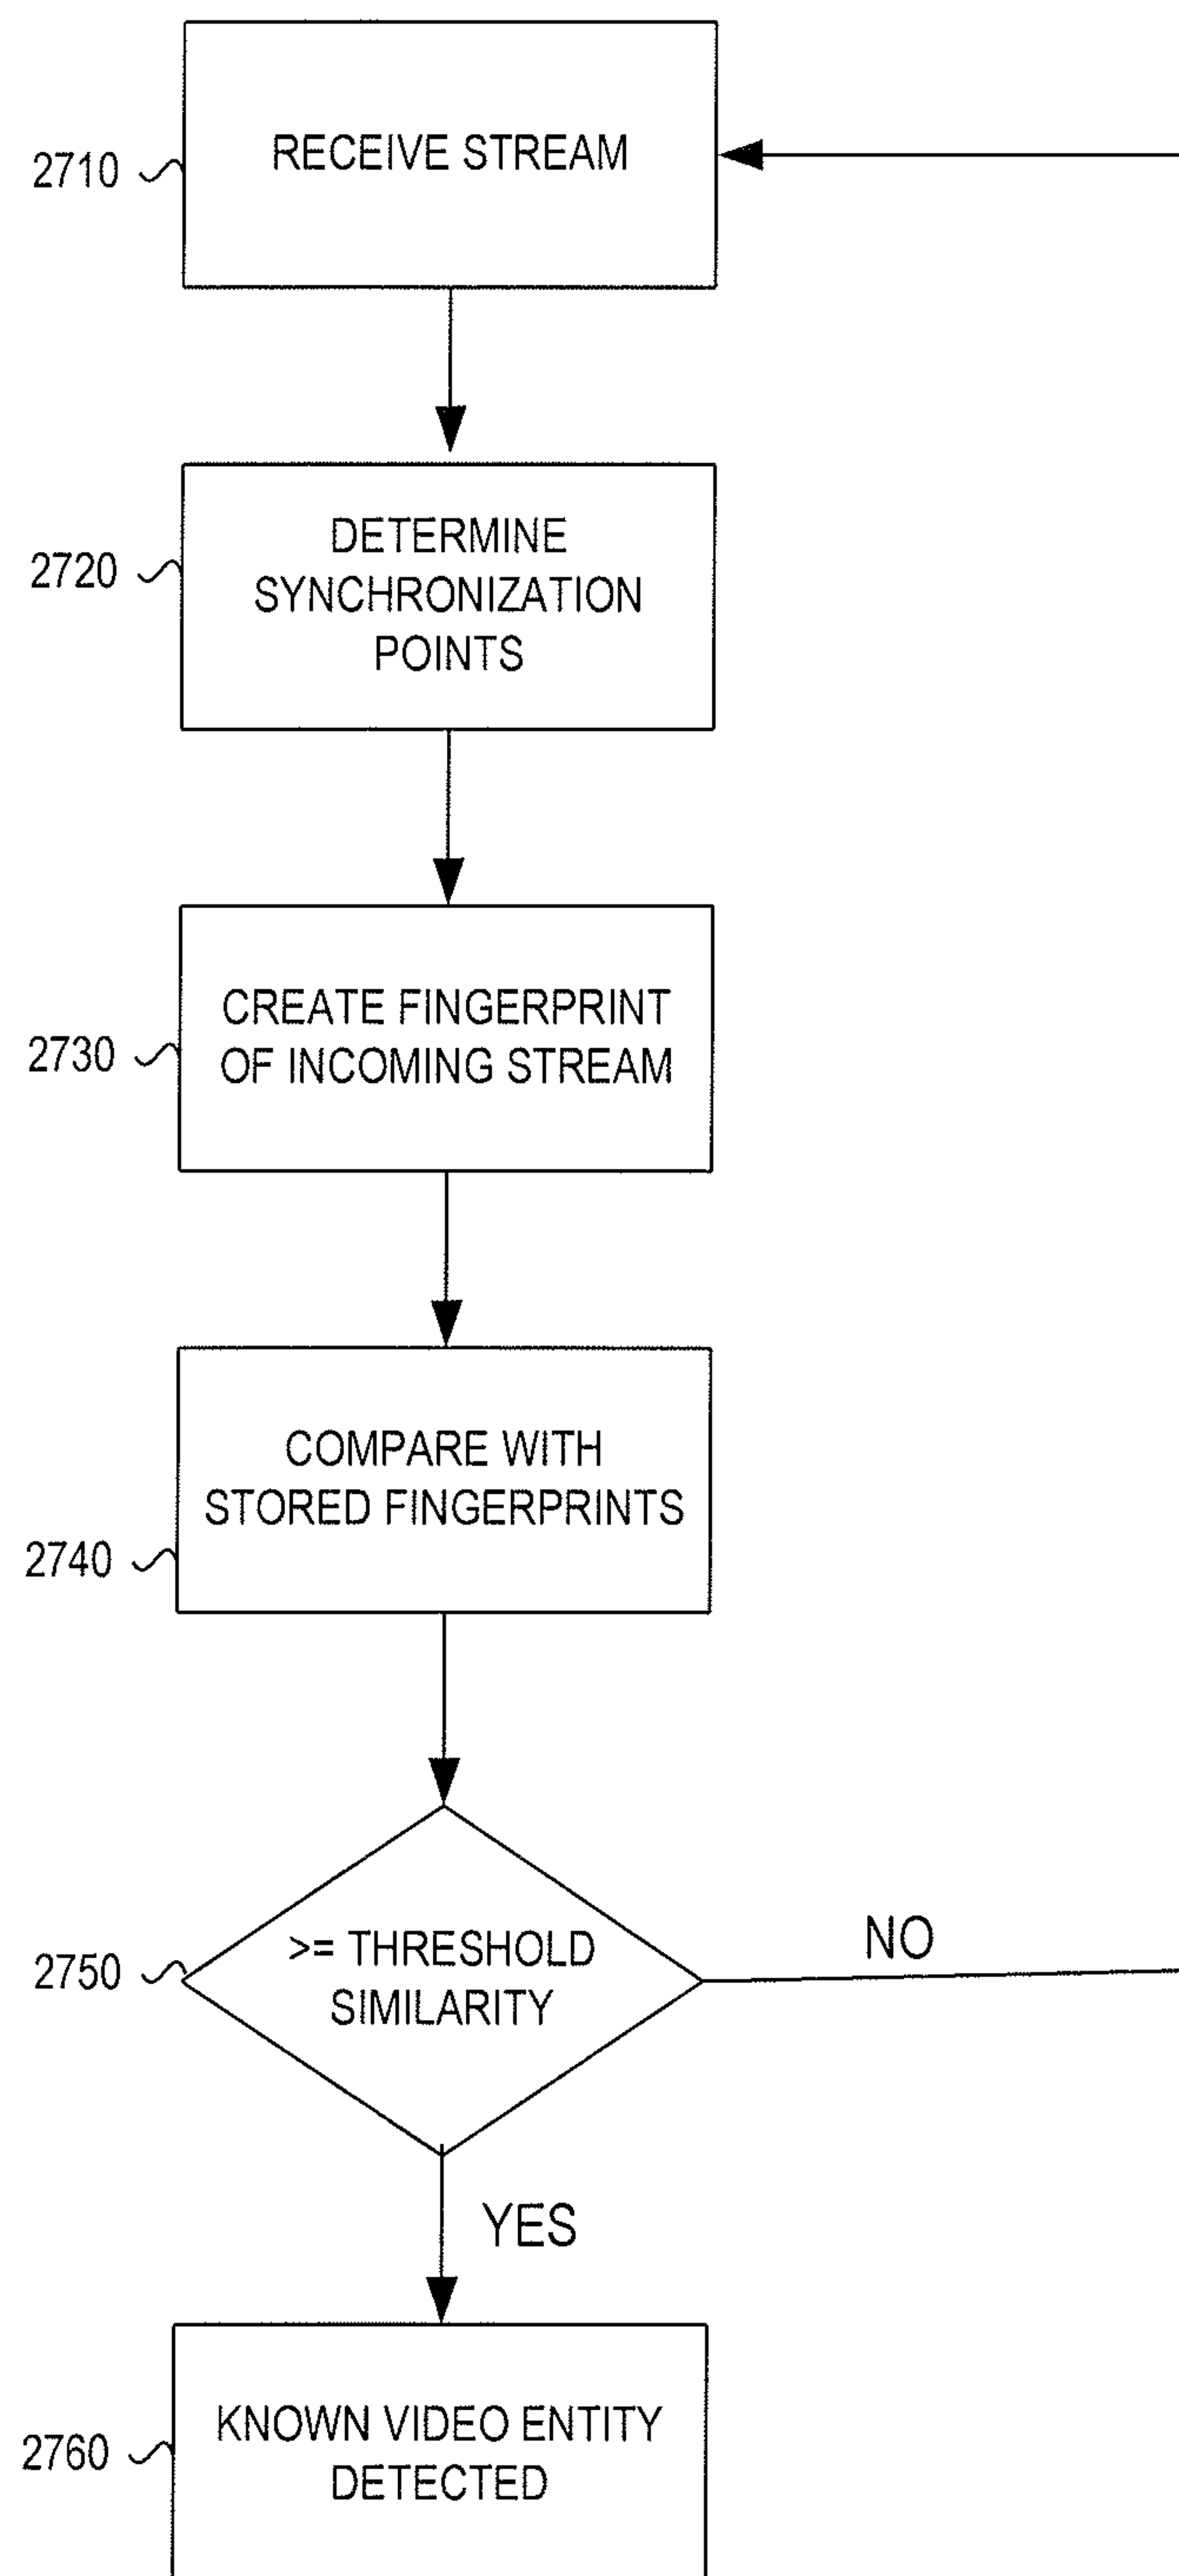 RECEIVE STREAM
2710
DETERMINE
SYNCHRONIZATION
POINTS
2720
CREATE FINGERPRINT
OF INCOMING STREAM
2730
COMPARE WITH
STORED FINGERPRINTS
2740
>= THRESHOLD
SIMILARITY
2750
NO
YES
KNOWN VIDEO ENTITY
DETECTED
2760